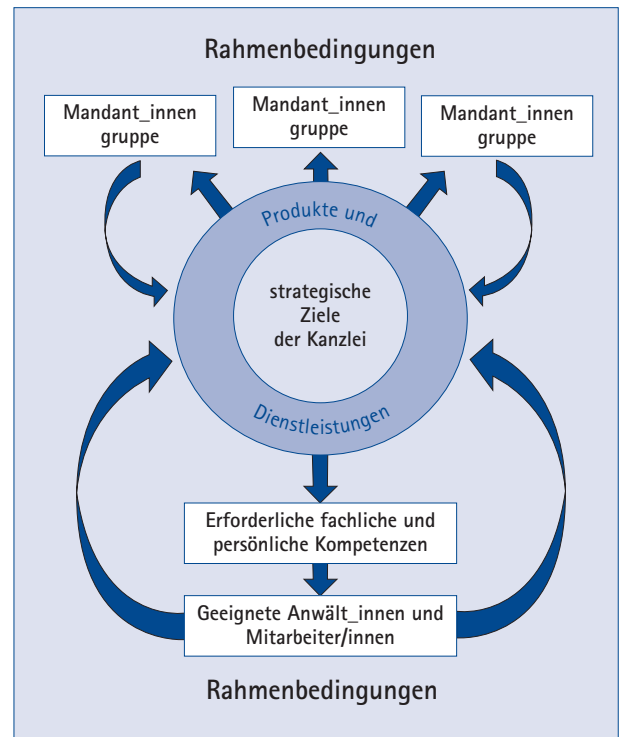 Rahmenbedingungen
Mandant_innen
gruppe
Mandant_innen
gruppe
Mandant_innen
gruppe
Produkte und
strategische
Ziele
der Kanzlei
Dienstleistungen
Erforderliche fachliche und
persönliche Kompetenzen
Geeignete Anwält_innen und
Mitarbeiter/innen
Rahmenbedingungen